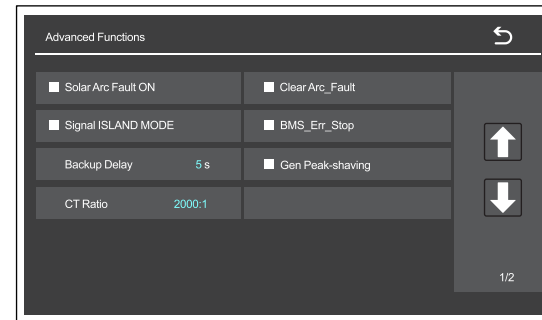 Advanced Functions
Solar Arc Fault ON
Clear Arc_Fault
Signal ISLAND MODE
BMS_Err_Stop
Backup Delay 5 s
Gen Peak-shaving
CT Ratio 2000:1
1/2